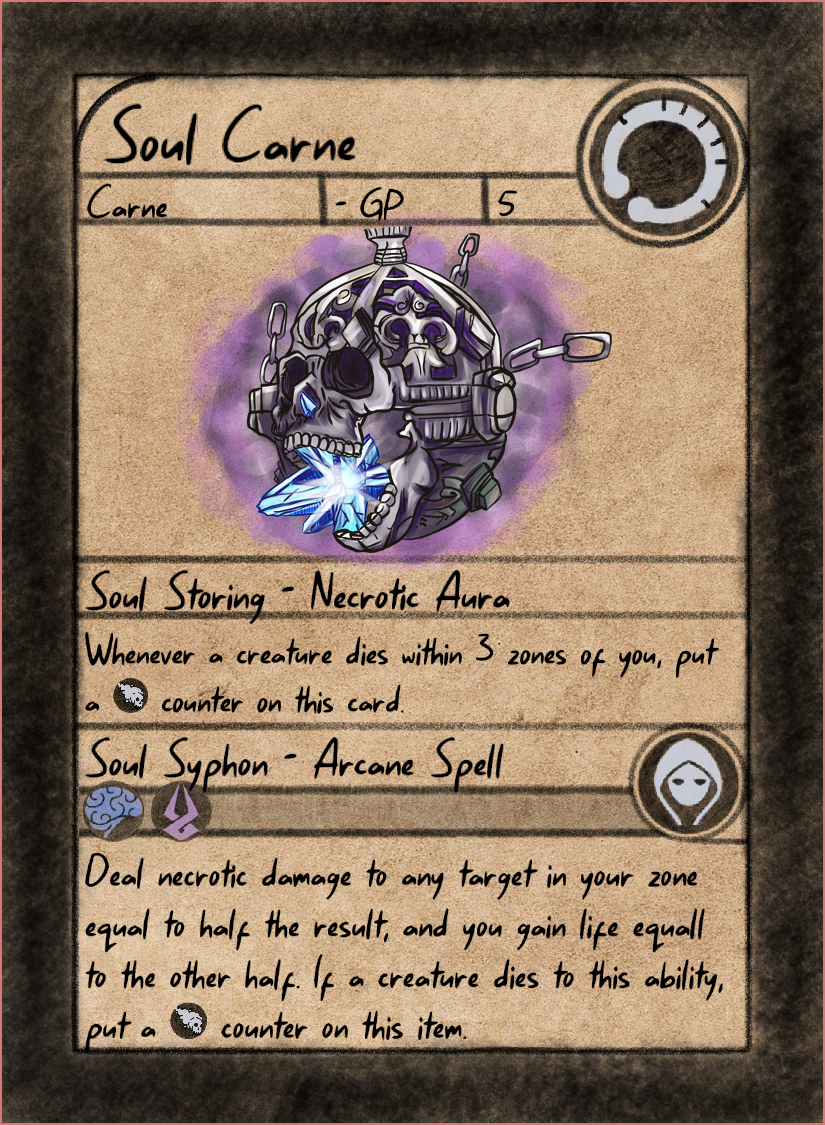 Soul Carne
Carne - GP 5
Soul Storing - Necrotic Aura
Whenever a creature dies within 3 zones of you, put
a counter on this card.
Soul Syphon - Arcane Spell
Deal necrotic damage to any target in your zone
equal to half the result, and you gain life equall
to the other half. If a creature dies to this ability,
put a counter on this item.